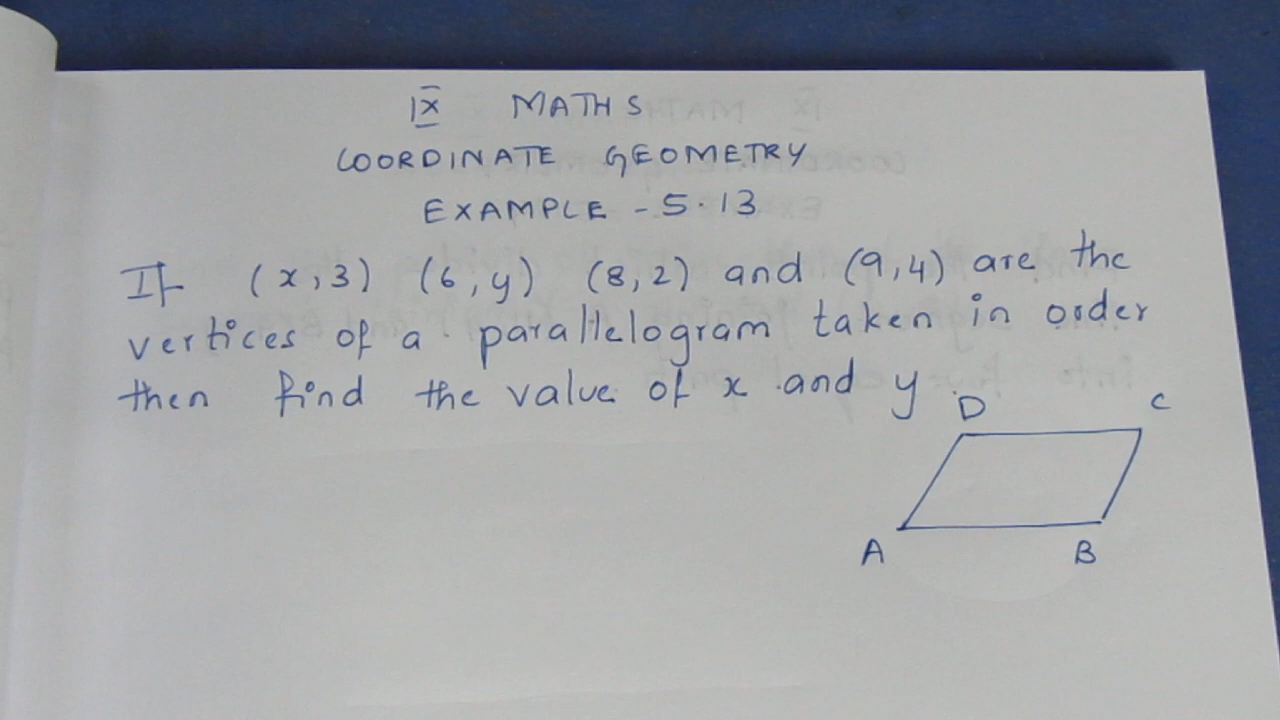 IX MATHS
COORDINATE GEOMETRY
EXAMPLE - 5.13
If (x,3) (6,y) (8,2) and (9,4) are the
vertices of a parallelogram taken in order
then find the value of x and y.
D C
A B